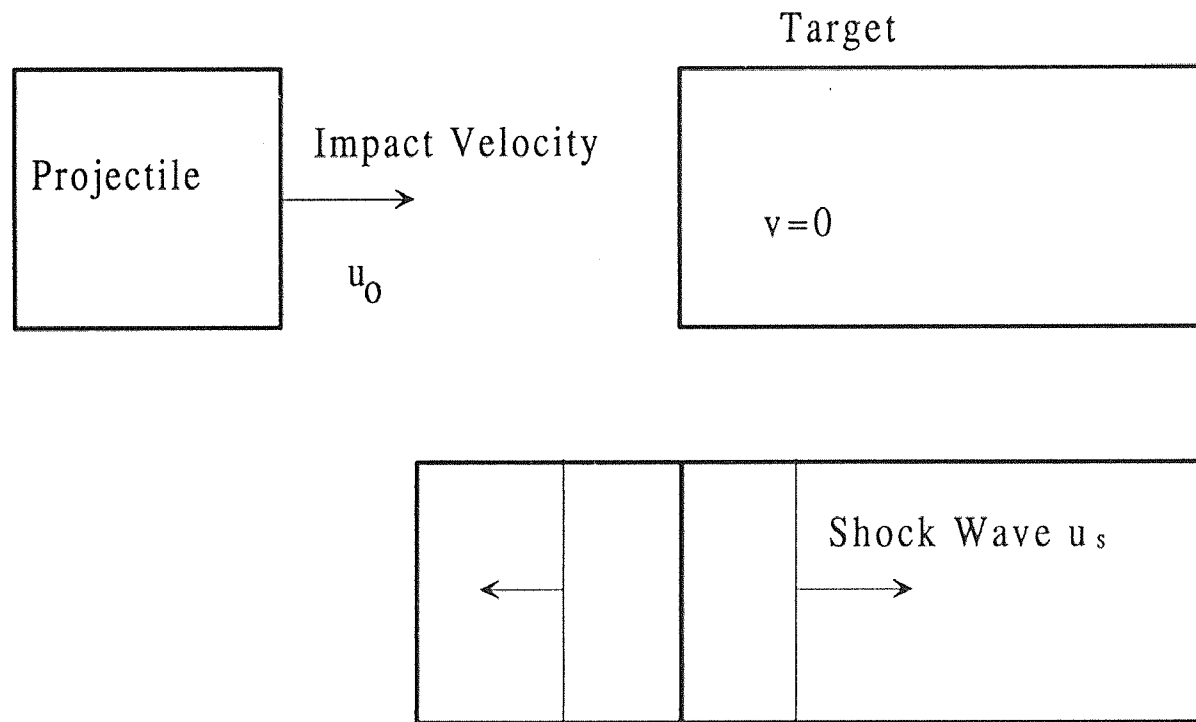 Target
Impact Velocity
Projectile
v=0
u₀
Shock Wave uₛ